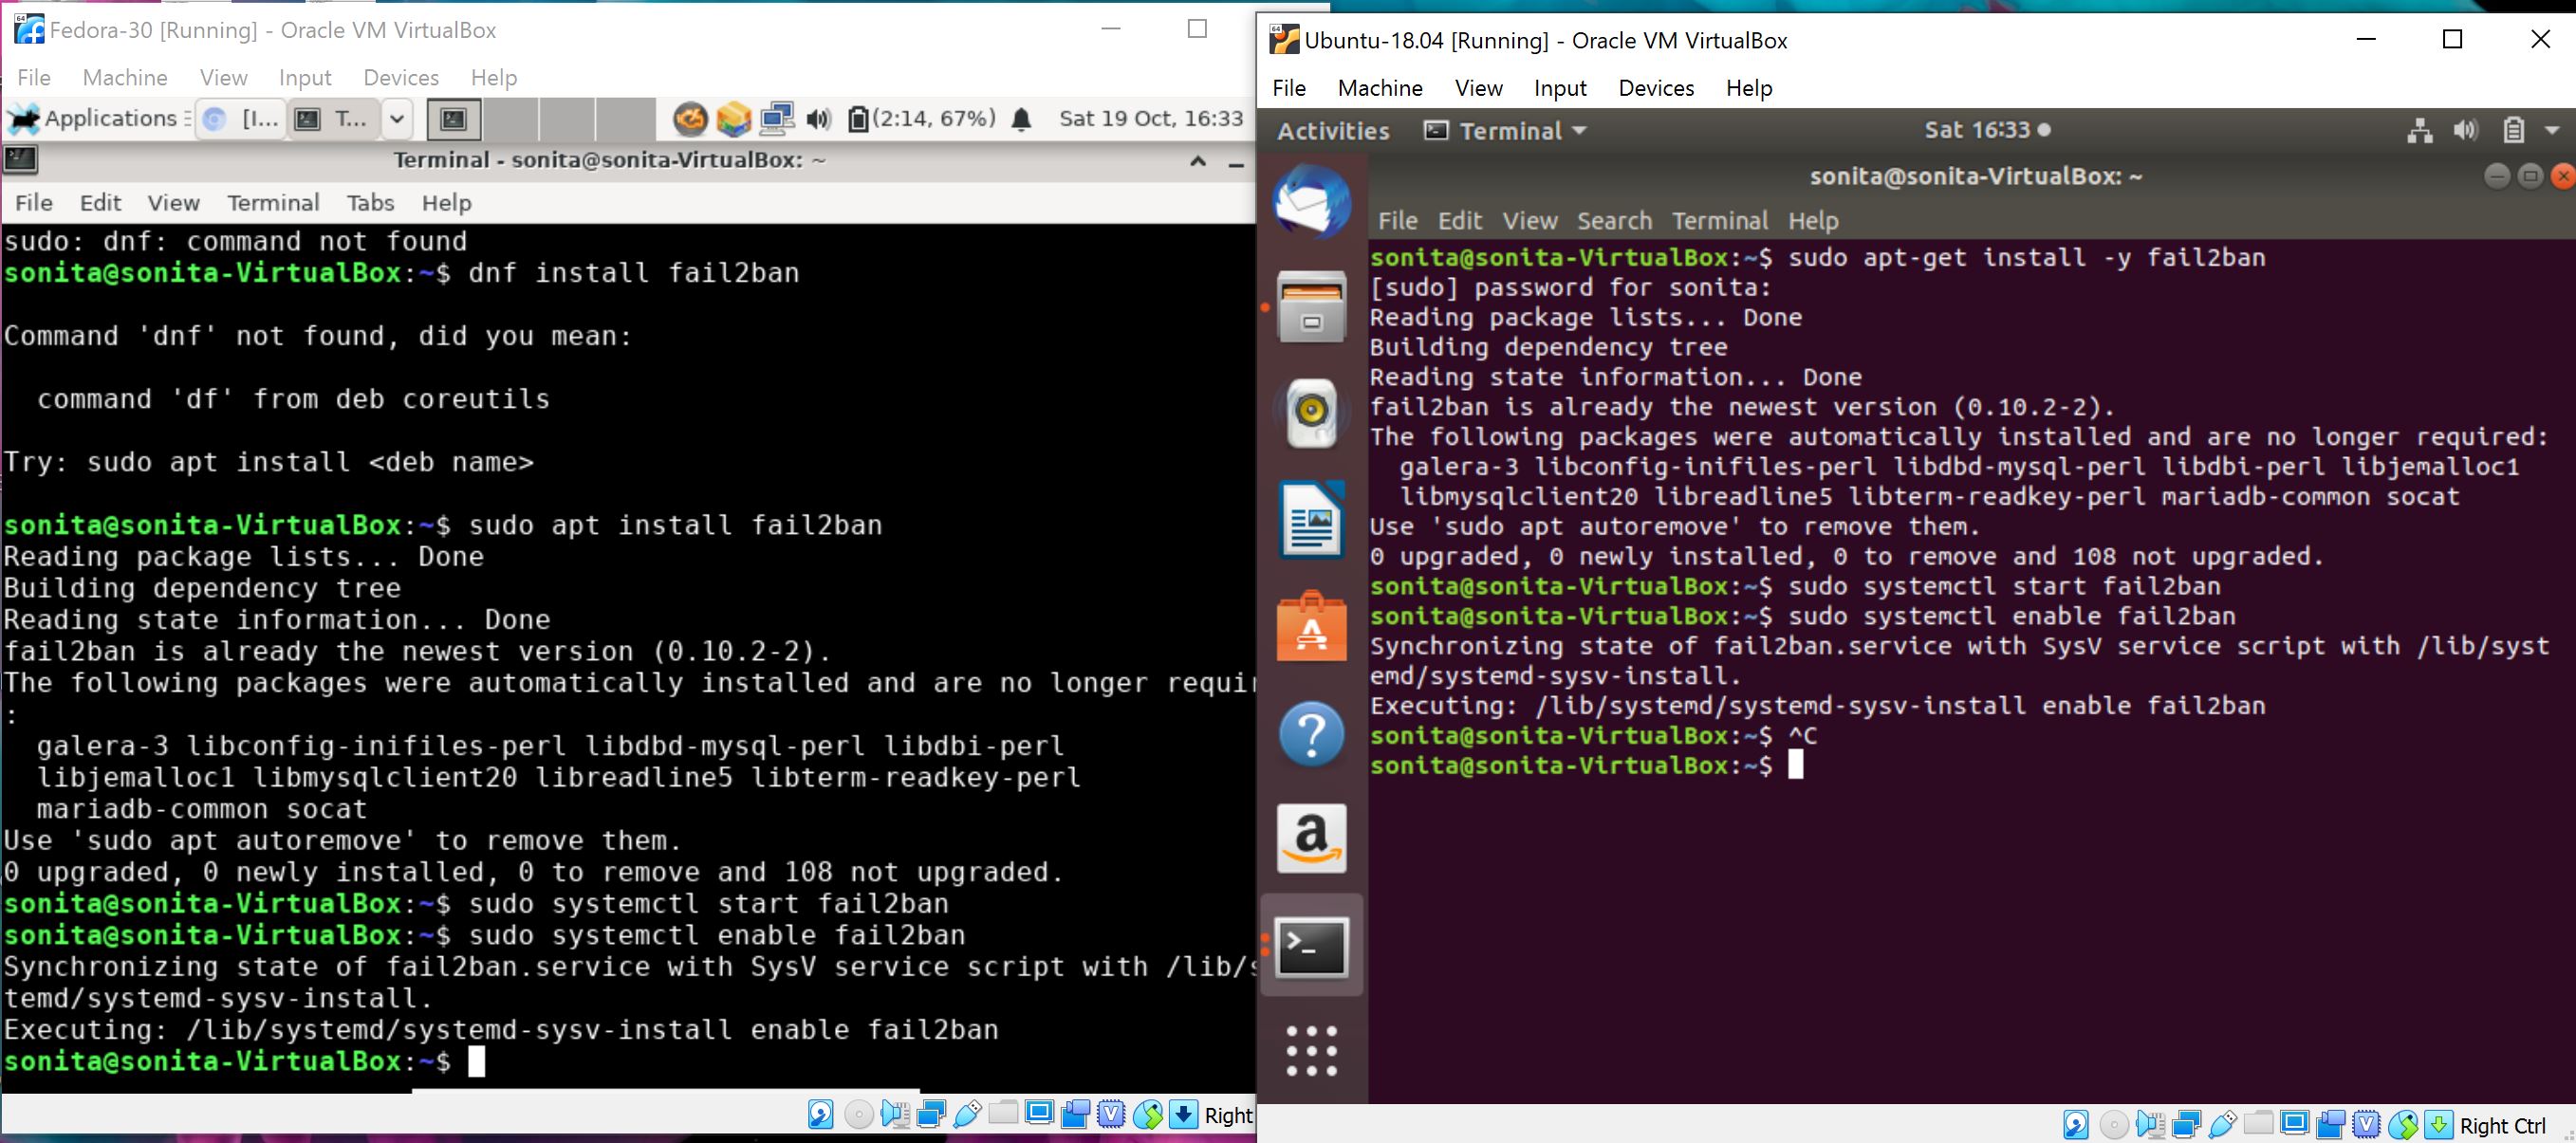 Fedora-30 [Running] - Oracle VM VirtualBox
File Machine View Input Devices Help
Applications [I... T... (2:14, 67%) Sat 19 Oct, 16:33
Terminal - sonita@sonita-VirtualBox: ~
File Edit View Terminal Tabs Help
sudo: dnf: command not found
sonita@sonita-VirtualBox:~$ dnf install fail2ban
Command 'dnf' not found, did you mean:
command 'df' from deb coreutils
Try: sudo apt install <deb name>
sonita@sonita-VirtualBox:~$ sudo apt install fail2ban
Reading package lists... Done
Building dependency tree
Reading state information... Done
fail2ban is already the newest version (0.10.2-2).
The following packages were automatically installed and are no longer requir
:
galera-3 libconfig-inifiles-perl libdbd-mysql-perl libdbi-perl
libjemalloc1 libmysqlclient20 libreadline5 libterm-readkey-perl
mariadb-common socat
Use 'sudo apt autoremove' to remove them.
0 upgraded, 0 newly installed, 0 to remove and 108 not upgraded.
sonita@sonita-VirtualBox:~$ sudo systemctl start fail2ban
sonita@sonita-VirtualBox:~$ sudo systemctl enable fail2ban
Synchronizing state of fail2ban.service with SysV service script with /lib/s
temd/systemd-sysv-install.
Executing: /lib/systemd/systemd-sysv-install enable fail2ban
sonita@sonita-VirtualBox:~$
Right
Ubuntu-18.04 [Running] - Oracle VM VirtualBox
File Machine View Input Devices Help
Activities Terminal Sat 16:33
sonita@sonita-VirtualBox: ~
File Edit View Search Terminal Help
sonita@sonita-VirtualBox:~$ sudo apt-get install -y fail2ban
[sudo] password for sonita:
Reading package lists... Done
Building dependency tree
Reading state information... Done
fail2ban is already the newest version (0.10.2-2).
The following packages were automatically installed and are no longer required:
galera-3 libconfig-inifiles-perl libdbd-mysql-perl libdbi-perl libjemalloc1
libmysqlclient20 libreadline5 libterm-readkey-perl mariadb-common socat
Use 'sudo apt autoremove' to remove them.
0 upgraded, 0 newly installed, 0 to remove and 108 not upgraded.
sonita@sonita-VirtualBox:~$ sudo systemctl start fail2ban
sonita@sonita-VirtualBox:~$ sudo systemctl enable fail2ban
Synchronizing state of fail2ban.service with SysV service script with /lib/syst
emd/systemd-sysv-install.
Executing: /lib/systemd/systemd-sysv-install enable fail2ban
sonita@sonita-VirtualBox:~$ ^C
sonita@sonita-VirtualBox:~$
Right Ctrl